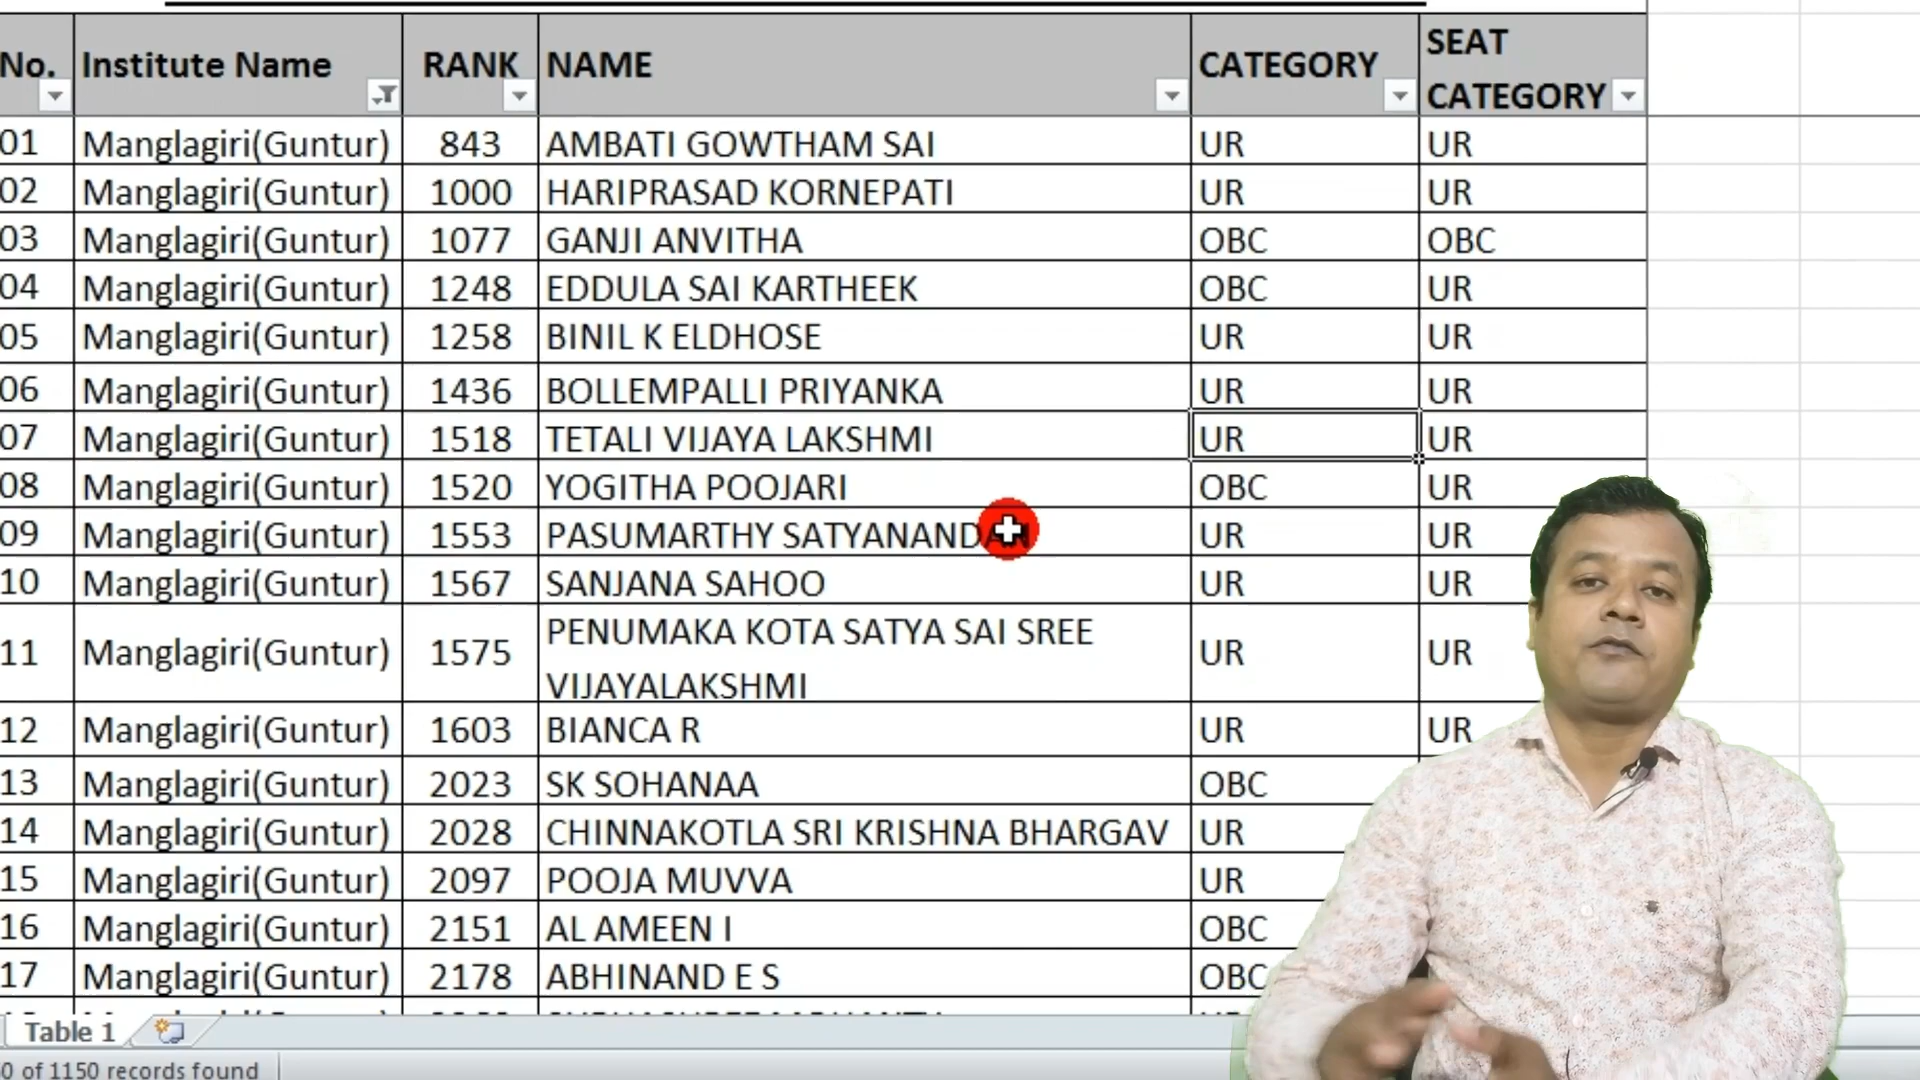 No. Institute Name RANK NAME CATEGORY SEAT CATEGORY
01 Manglagiri(Guntur) 843 AMBATI GOWTHAM SAI UR UR
02 Manglagiri(Guntur) 1000 HARIPRASAD KORNEPATI UR UR
03 Manglagiri(Guntur) 1077 GANJI ANVITHA OBC OBC
04 Manglagiri(Guntur) 1248 EDDULA SAI KARTHEEK OBC UR
05 Manglagiri(Guntur) 1258 BINIL K ELDHOSE UR UR
06 Manglagiri(Guntur) 1436 BOLLEMPALLI PRIYANKA UR UR
07 Manglagiri(Guntur) 1518 TETALI VIJAYA LAKSHMI UR UR
08 Manglagiri(Guntur) 1520 YOGITHA POOJARI OBC UR
09 Manglagiri(Guntur) 1553 PASUMARTHY UR UR
10 Manglagiri(Guntur) 1567 SANJANA SAHOO UR UR
11 Manglagiri(Guntur) 1575 PENUMAKA KOTA SATYA SAI SREE VIJAYALAKSHMI UR UR
12 Manglagiri(Guntur) 1603 BIANCA R UR UR
13 Manglagiri(Guntur) 2023 SK SOHANAA OBC
14 Manglagiri(Guntur) 2028 CHINNAKOTLA SRI KRISHNA BHARGAV UR
15 Manglagiri(Guntur) 2097 POOJA MUVVA UR
16 Manglagiri(Guntur) 2151 AL AMEEN I OBC
17 Manglagiri(Guntur) 2178 ABHINAND E S OBC
Table 1
0 of 1150 records found